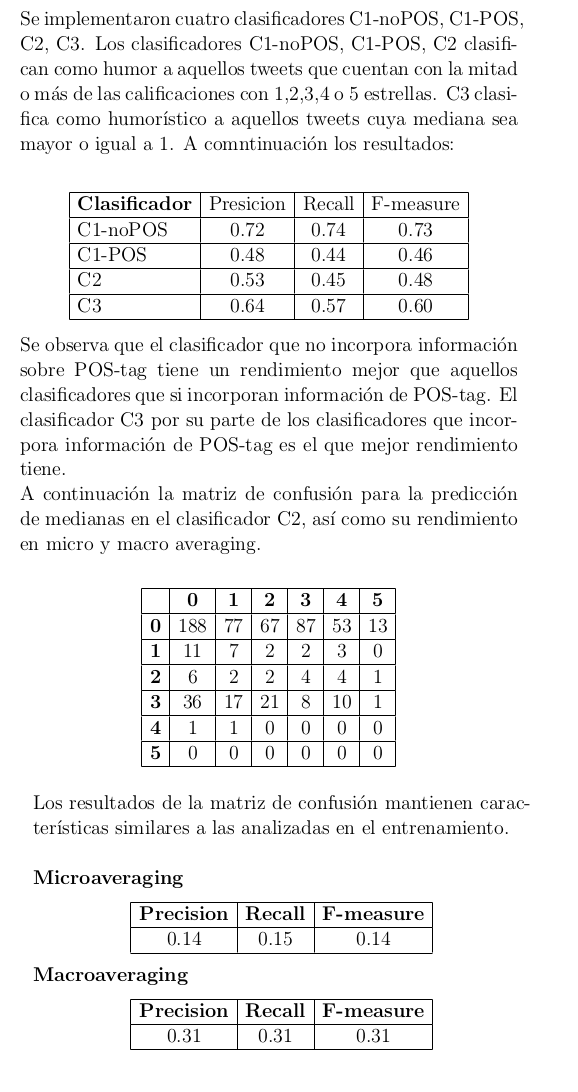 Se implementaron cuatro clasificadores C1-noPOS, C1-POS,
C2, C3. Los clasificadores C1-noPOS, C1-POS, C2 clasifi-
can como humor a aquellos tweets que cuentan con la mitad
o más de las calificaciones con 1,2,3,4 o 5 estrellas. C3 clasi-
fica como humorístico a aquellos tweets cuya mediana sea
mayor o igual a 1. A comntinuación los resultados:
Clasificador Presicion Recall F-measure
C1-noPOS 0.72 0.74 0.73
C1-POS 0.48 0.44 0.46
C2 0.53 0.45 0.48
C3 0.64 0.57 0.60
Se observa que el clasificador que no incorpora información
sobre POS-tag tiene un rendimiento mejor que aquellos
clasificadores que si incorporan información de POS-tag. El
clasificador C3 por su parte de los clasificadores que incor-
pora información de POS-tag es el que mejor rendimiento
tiene.
A continuación la matriz de confusión para la predicción
de medianas en el clasificador C2, así como su rendimiento
en micro y macro averaging.
0 1 2 3 4 5
0 188 77 67 87 53 13
1 11 7 2 2 3 0
2 6 2 2 4 4 1
3 36 17 21 8 10 1
4 1 1 0 0 0 0
5 0 0 0 0 0 0
Los resultados de la matriz de confusión mantienen carac-
terísticas similares a las analizadas en el entrenamiento.
Microaveraging
Precision Recall F-measure
0.14 0.15 0.14
Macroaveraging
Precision Recall F-measure
0.31 0.31 0.31